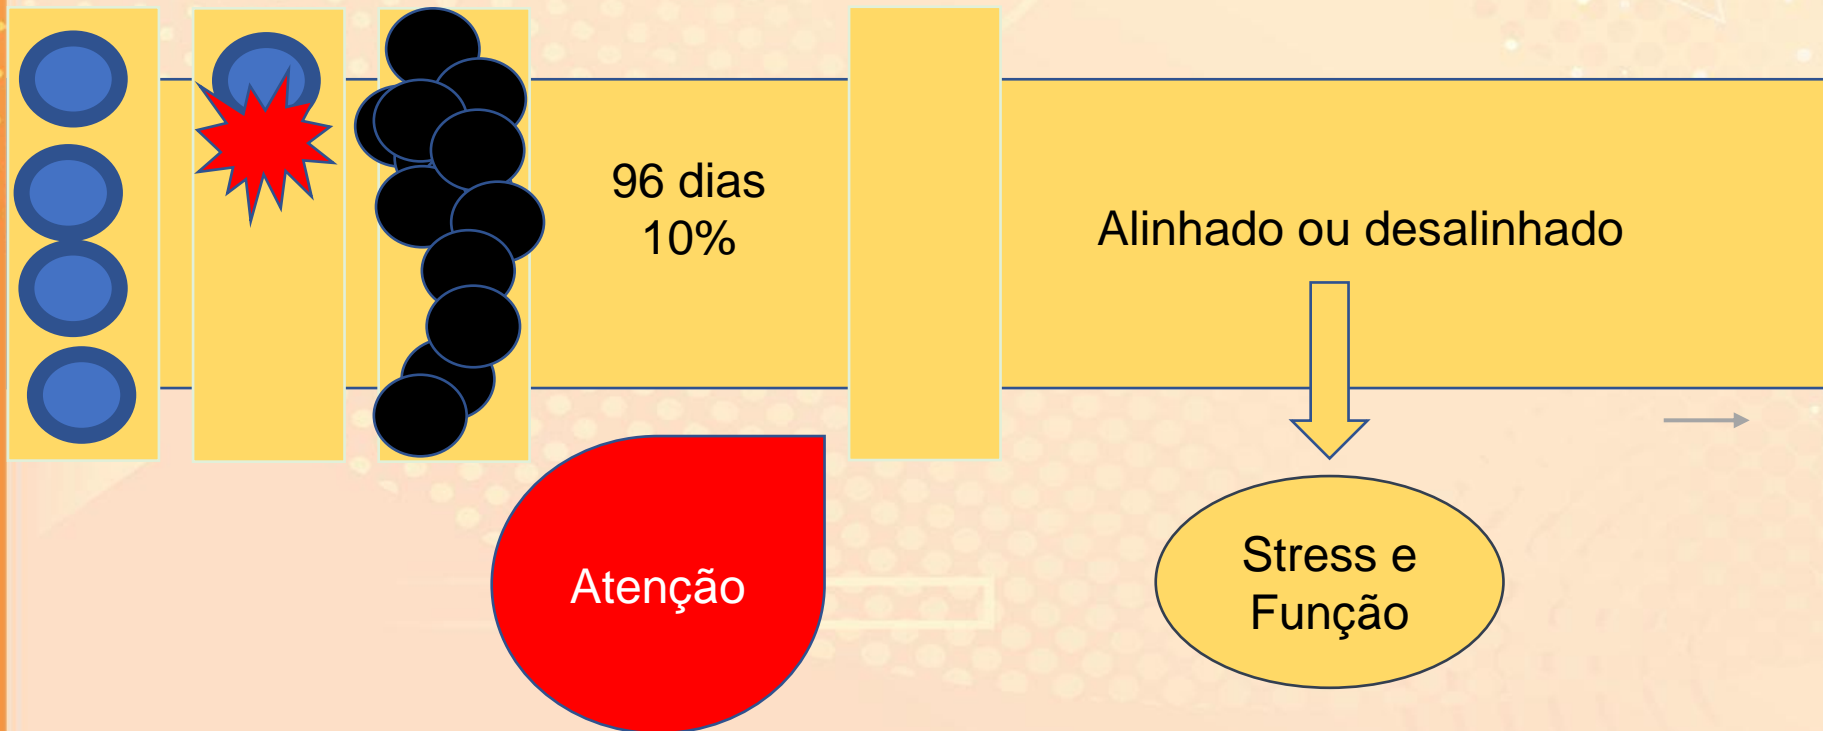 96 dias
10%
Alinhado ou desalinhado
Atenção
Stress e
Função